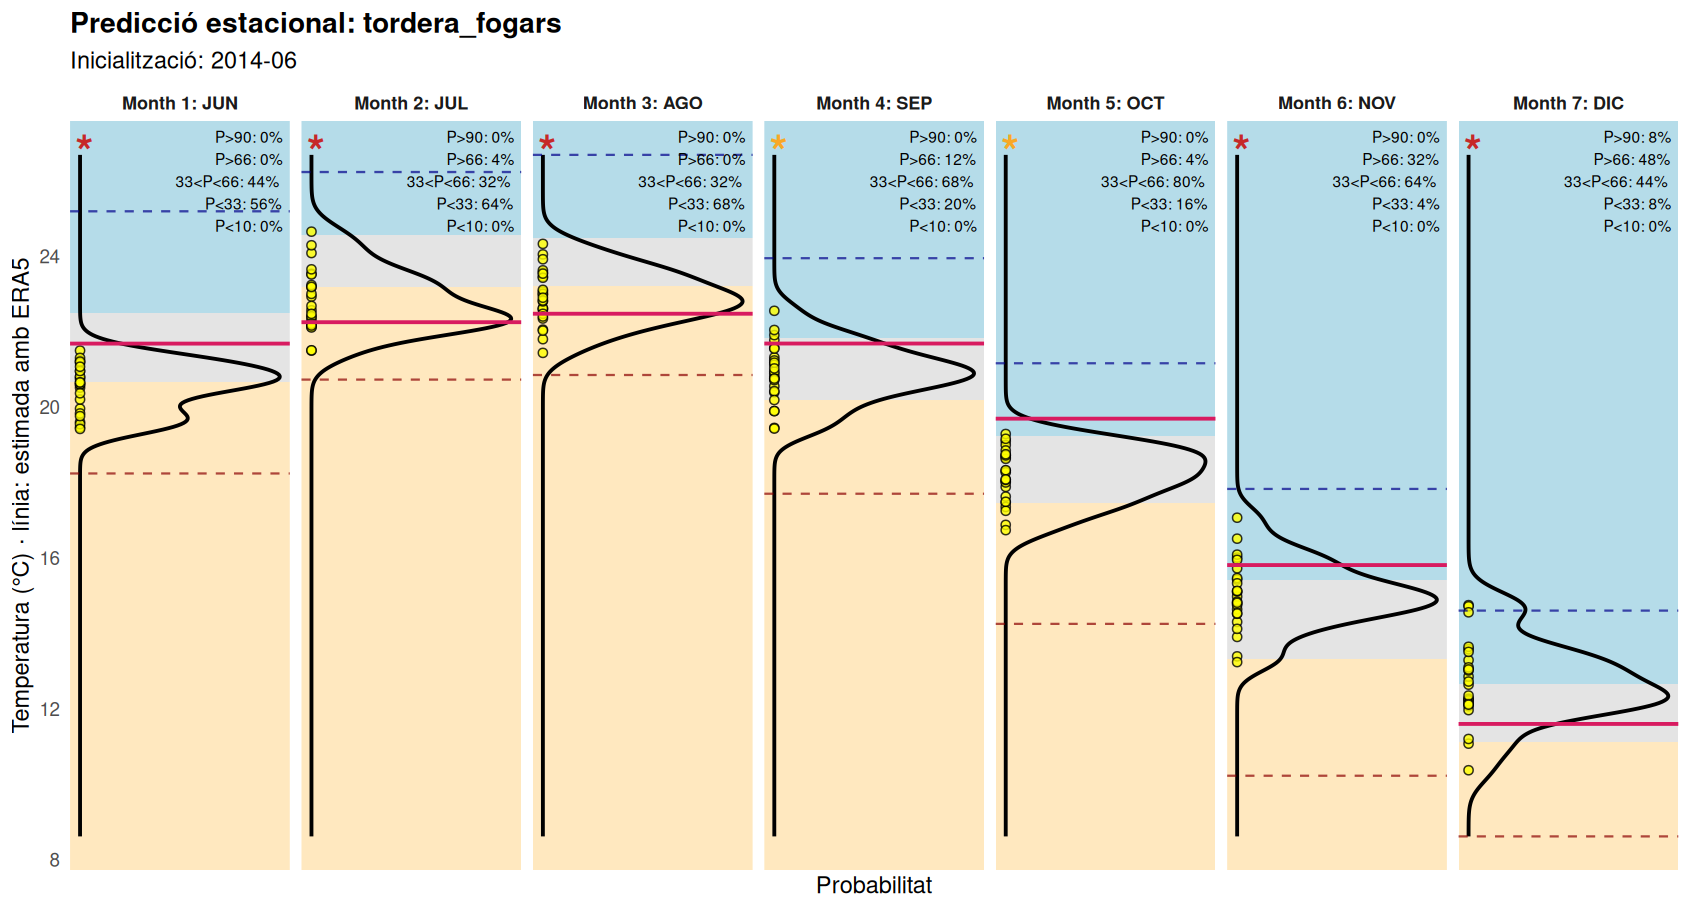 Predicció estacional: tordera_fogars
Inicialització: 2014-06
Month 1: JUN
Month 2: JUL
Month 3: AGO
Month 4: SEP
Month 5: OCT
Month 6: NOV
Month 7: DIC
*
P>90: 0%
P>66: 0%
33<P<66: 44%
P<33: 56%
P<10: 0%
*
P>90: 0%
P>66: 4%
33<P<66: 32%
P<33: 64%
P<10: 0%
*
P>90: 0%
P>66: 0%
33<P<66: 32%
P<33: 68%
P<10: 0%
*
P>90: 0%
P>66: 12%
33<P<66: 68%
P<33: 20%
P<10: 0%
*
P>90: 0%
P>66: 4%
33<P<66: 80%
P<33: 16%
P<10: 0%
*
P>90: 0%
P>66: 32%
33<P<66: 64%
P<33: 4%
P<10: 0%
*
P>90: 8%
P>66: 48%
33<P<66: 44%
P<33: 8%
P<10: 0%
Temperatura (°C) · línia: estimada amb ERA5
24
20
16
12
8
Probabilitat